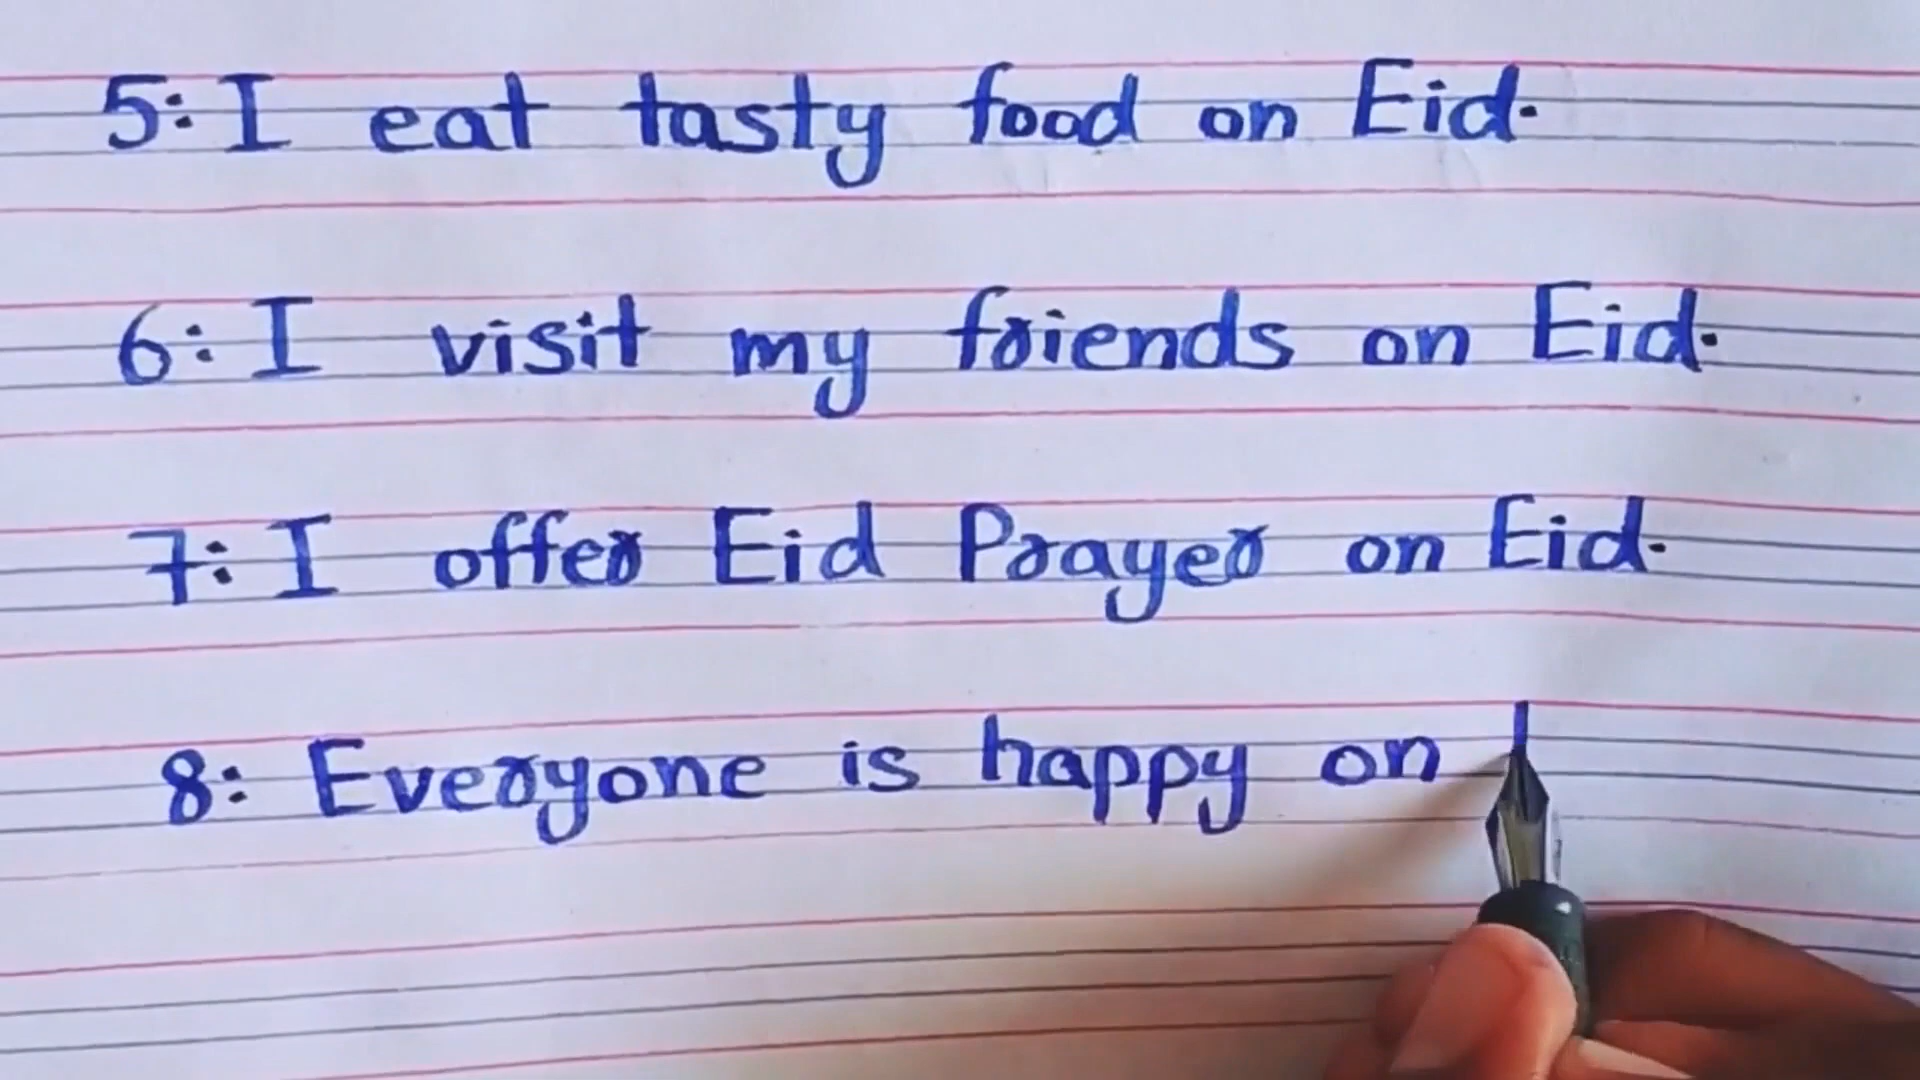 5: I eat tasty food on Eid.
6: I visit my friends on Eid.
7: I offer Eid Prayer on Eid.
8: Everyone is happy on